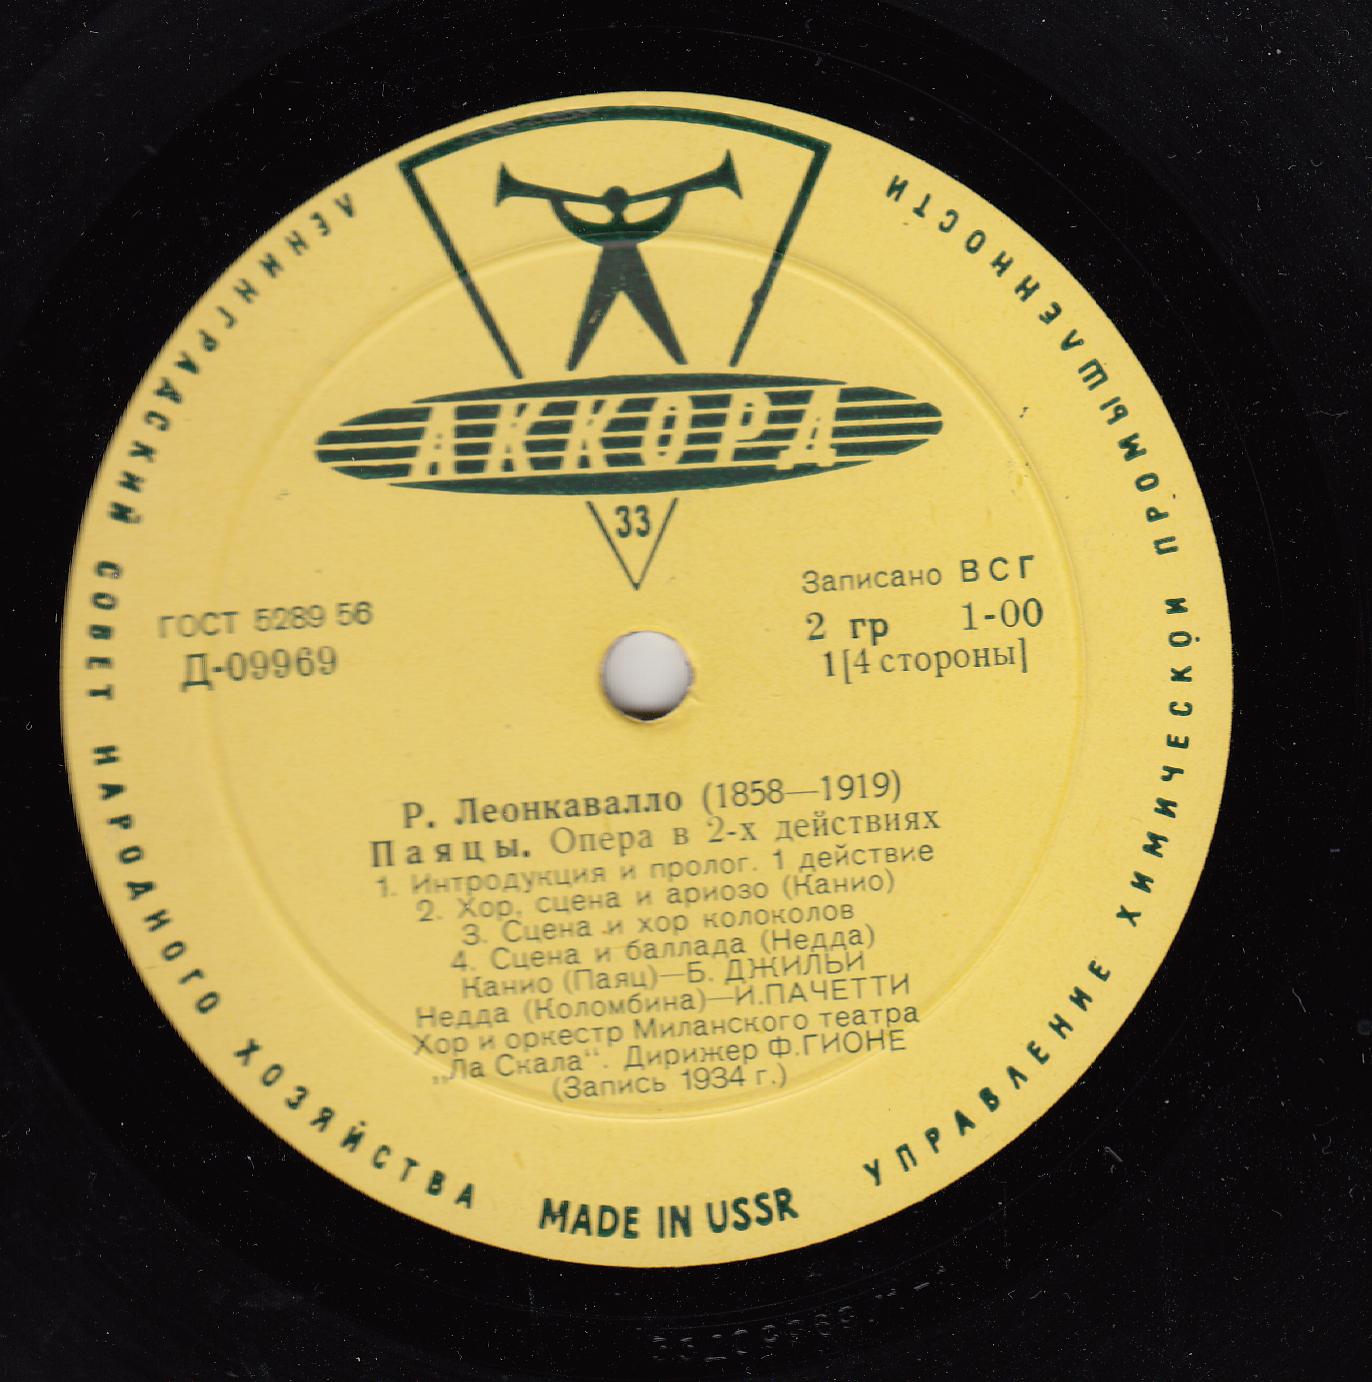 ЛЕНИНГРАДСКИЙ СОВЕТ НАРОДНОГО ХОЗЯЙСТВА
УПРАВЛЕНИЕ ХИМИЧЕСКОЙ ПРОМЫШЛЕННОСТИ
АККОРД
33
ГОСТ 5289 56
Д-09969
Записано ВСГ
2 гр 1-00
1[4 стороны]
Р. Леонкавалло (1858—1919)
Паяцы. Опера в 2-х действиях
1. Интродукция и пролог. 1 действие
2. Хор, сцена и ариозо (Канио)
3. Сцена и хор колоколов
4. Сцена и баллада (Недда)
Канио (Паяц)—Б. ДЖИЛЬИ
Недда (Коломбина)—И.ПАЧЕТТИ
Хор и оркестр Миланского театра
„Ла Скала“. Дирижер Ф.ГИОНЕ
(Запись 1934 г.)
MADE IN USSR